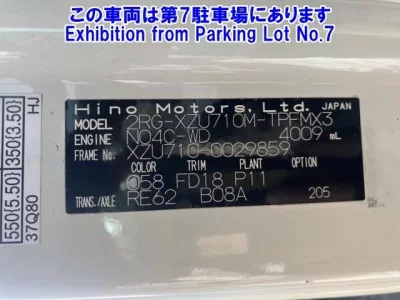 この車両は第7駐車場にあります
Exhibition from Parking Lot No.7
Hino Motors, Ltd. JAPAN
MODEL 2RG-XZU710M-TPFMX3
ENGINE N04C-WD 4009 mL
FRAME No. XZU710-0029859
COLOR TRIM PLANT OPTION
058 FD18 P11
TRANS./AXLE RE62 B08A 205
550(5.50) 350(3.50) HJ
37Q80